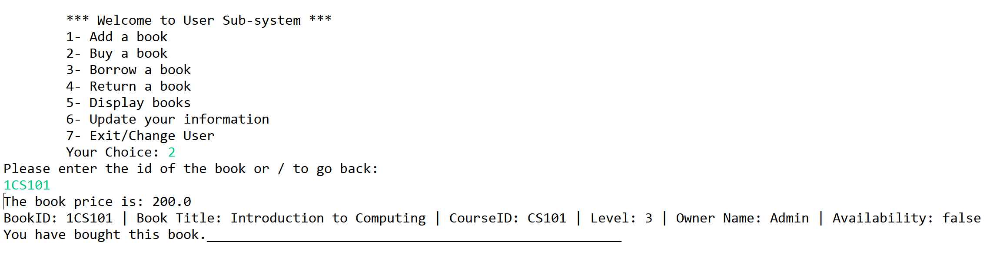 *** Welcome to User Sub-system ***
1- Add a book
2- Buy a book
3- Borrow a book
4- Return a book
5- Display books
6- Update your information
7- Exit/Change User
Your Choice: 2
Please enter the id of the book or / to go back:
1CS101
The book price is: 200.0
BookID: 1CS101 | Book Title: Introduction to Computing | CourseID: CS101 | Level: 3 | Owner Name: Admin | Availability: false
You have bought this book._____________________________________________________